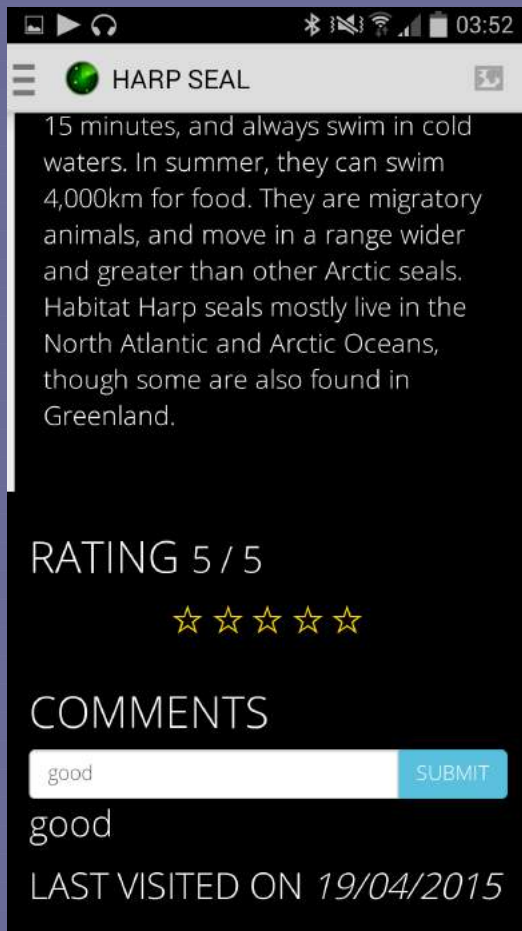 03:52
HARP SEAL
15 minutes, and always swim in cold
waters. In summer, they can swim
4,000km for food. They are migratory
animals, and move in a range wider
and greater than other Arctic seals.
Habitat Harp seals mostly live in the
North Atlantic and Arctic Oceans,
though some are also found in
Greenland.
RATING 5 / 5
COMMENTS
good SUBMIT
good
LAST VISITED ON 19/04/2015